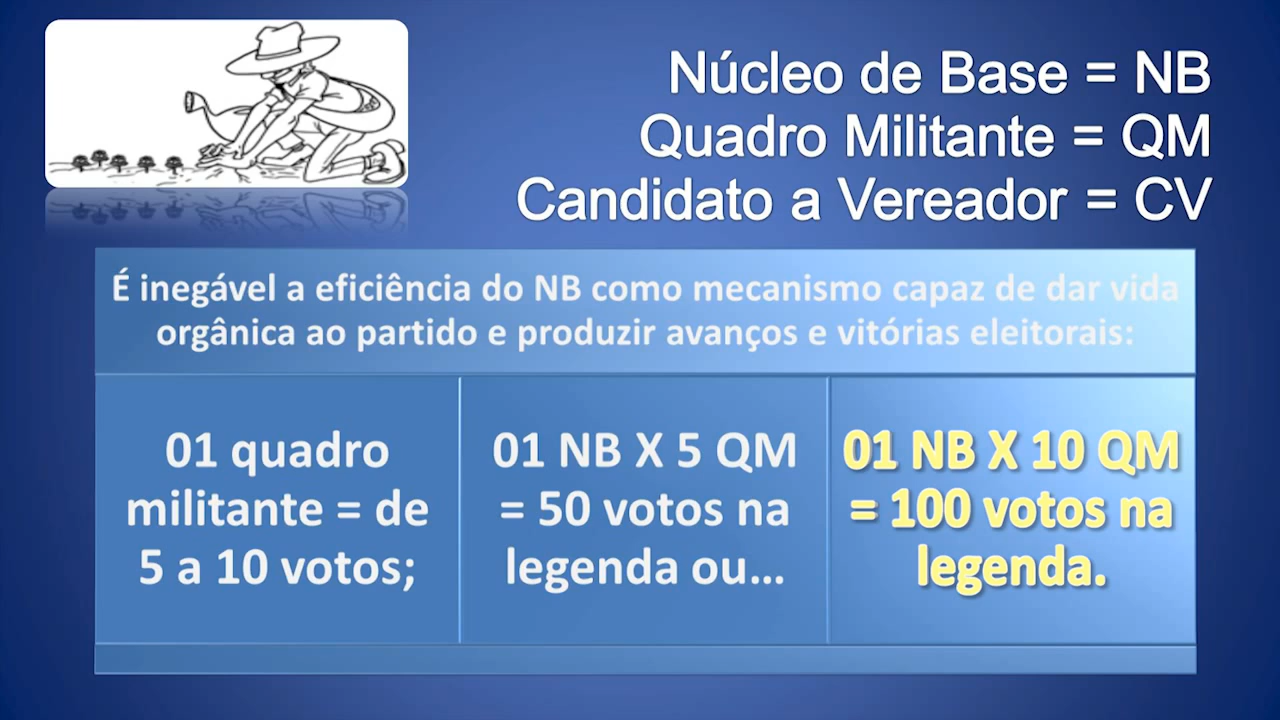 Núcleo de Base = NB
Quadro Militante = QM
Candidato a Vereador = CV
É inegável a eficiência do NB como mecanismo capaz de dar vida
orgânica ao partido e produzir avanços e vitórias eleitorais:
01 quadro
militante = de
5 a 10 votos;
01 NB X 5 QM
= 50 votos na
legenda ou...
01 NB X 10 QM
= 100 votos na
legenda.